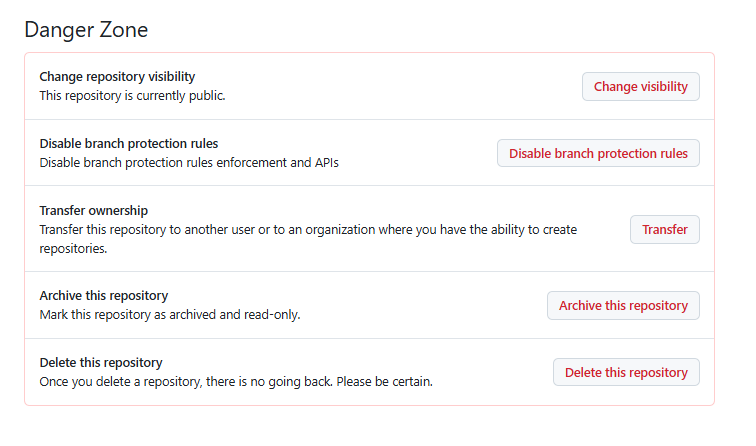 Danger Zone
Change repository visibility
This repository is currently public.
Change visibility
Disable branch protection rules
Disable branch protection rules enforcement and APIs
Disable branch protection rules
Transfer ownership
Transfer this repository to another user or to an organization where you have the ability to create
repositories.
Transfer
Archive this repository
Mark this repository as archived and read-only.
Archive this repository
Delete this repository
Once you delete a repository, there is no going back. Please be certain.
Delete this repository